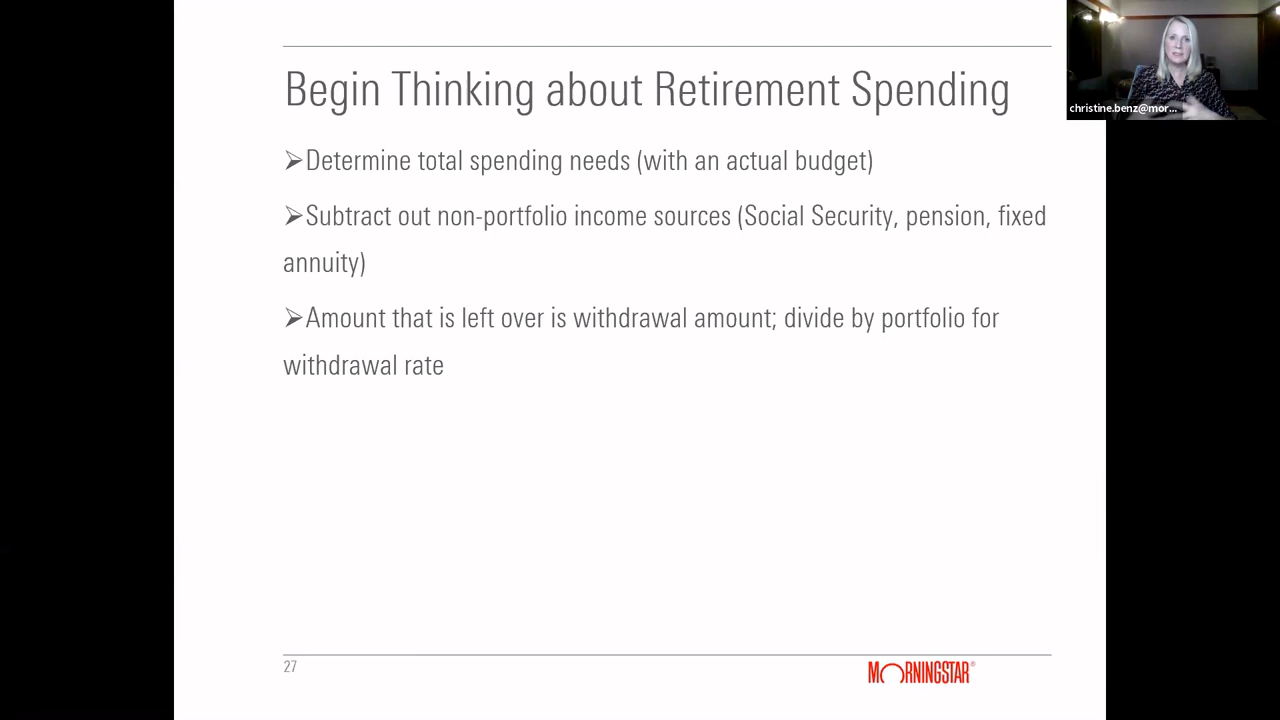 christine.benz@mor...
Begin Thinking about Retirement Spending
➢Determine total spending needs (with an actual budget)
➢Subtract out non-portfolio income sources (Social Security, pension, fixed
annuity)
➢Amount that is left over is withdrawal amount; divide by portfolio for
withdrawal rate
27
MORNINGSTAR®